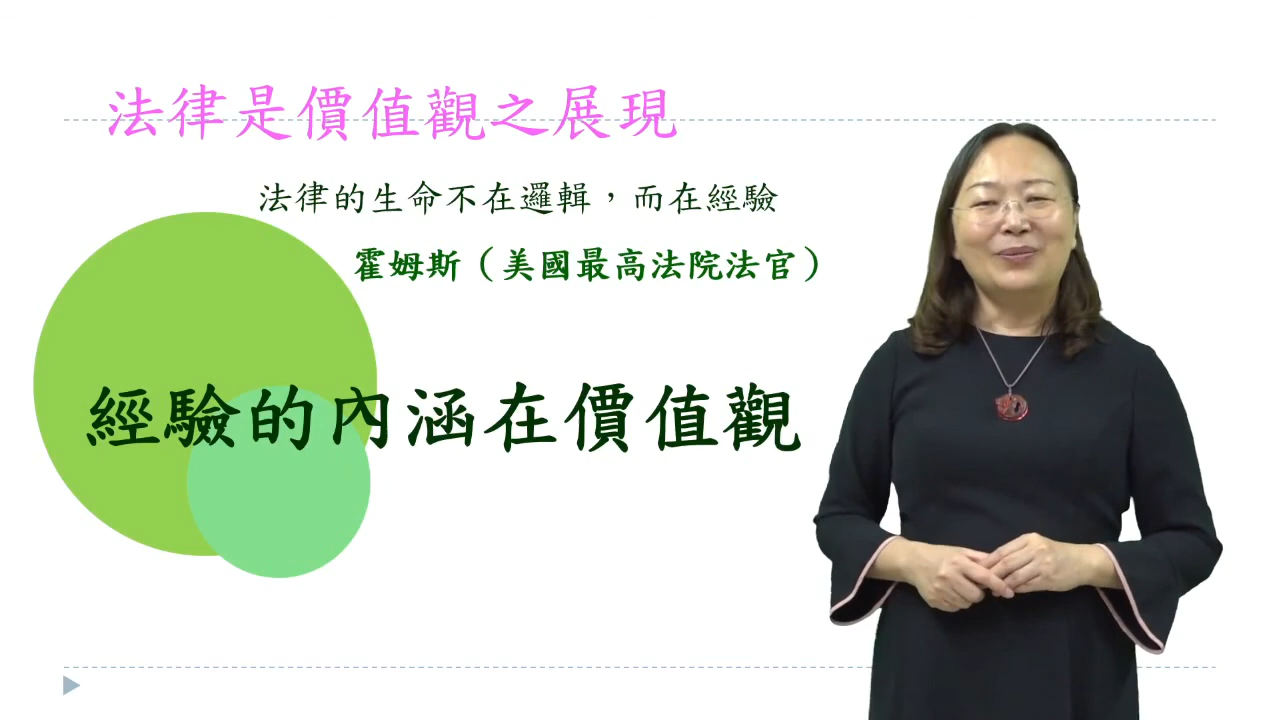 法律是價值觀之展現
法律的生命不在邏輯，而在經驗
霍姆斯（美國最高法院法官）
經驗的內涵在價值觀